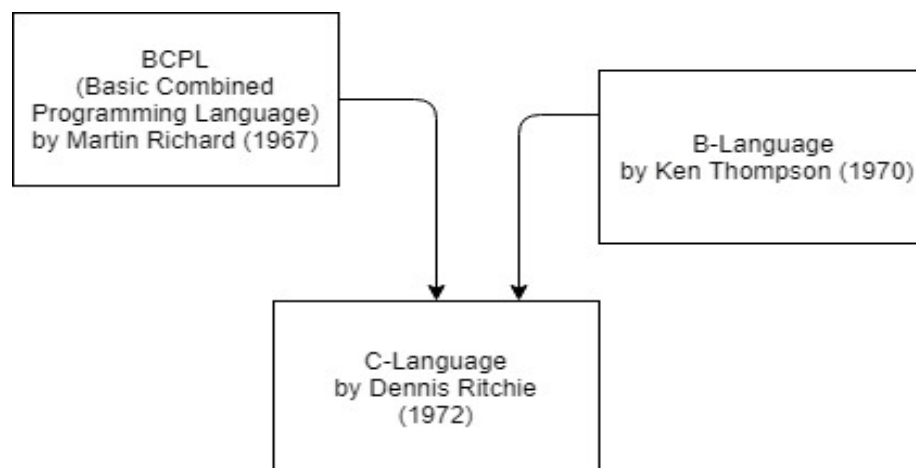 BCPL
(Basic Combined
Programming Language)
by Martin Richard (1967)
B-Language
by Ken Thompson (1970)
C-Language
by Dennis Ritchie
(1972)